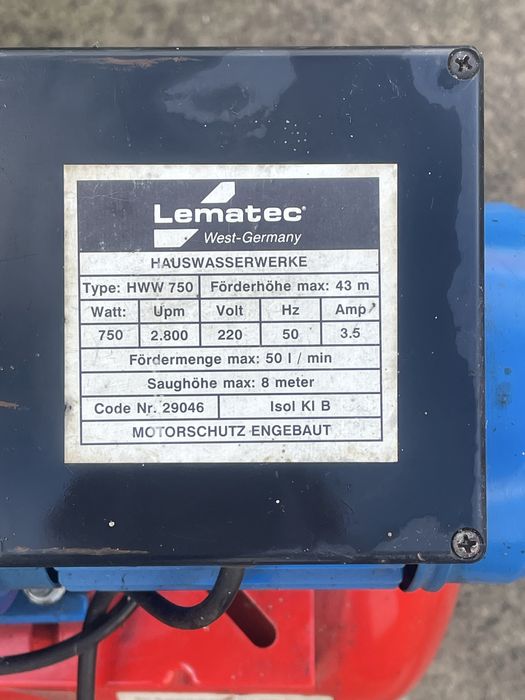 Lematec®
West-Germany
HAUSWASSERWERKE
Type: HWW 750 Förderhöhe max: 43 m
Watt: Upm Volt Hz Amp
750 2.800 220 50 3.5
Fördermenge max: 50 l / min
Saughöhe max: 8 meter
Code Nr. 29046 Isol Kl B
MOTORSCHUTZ ENGEBAUT